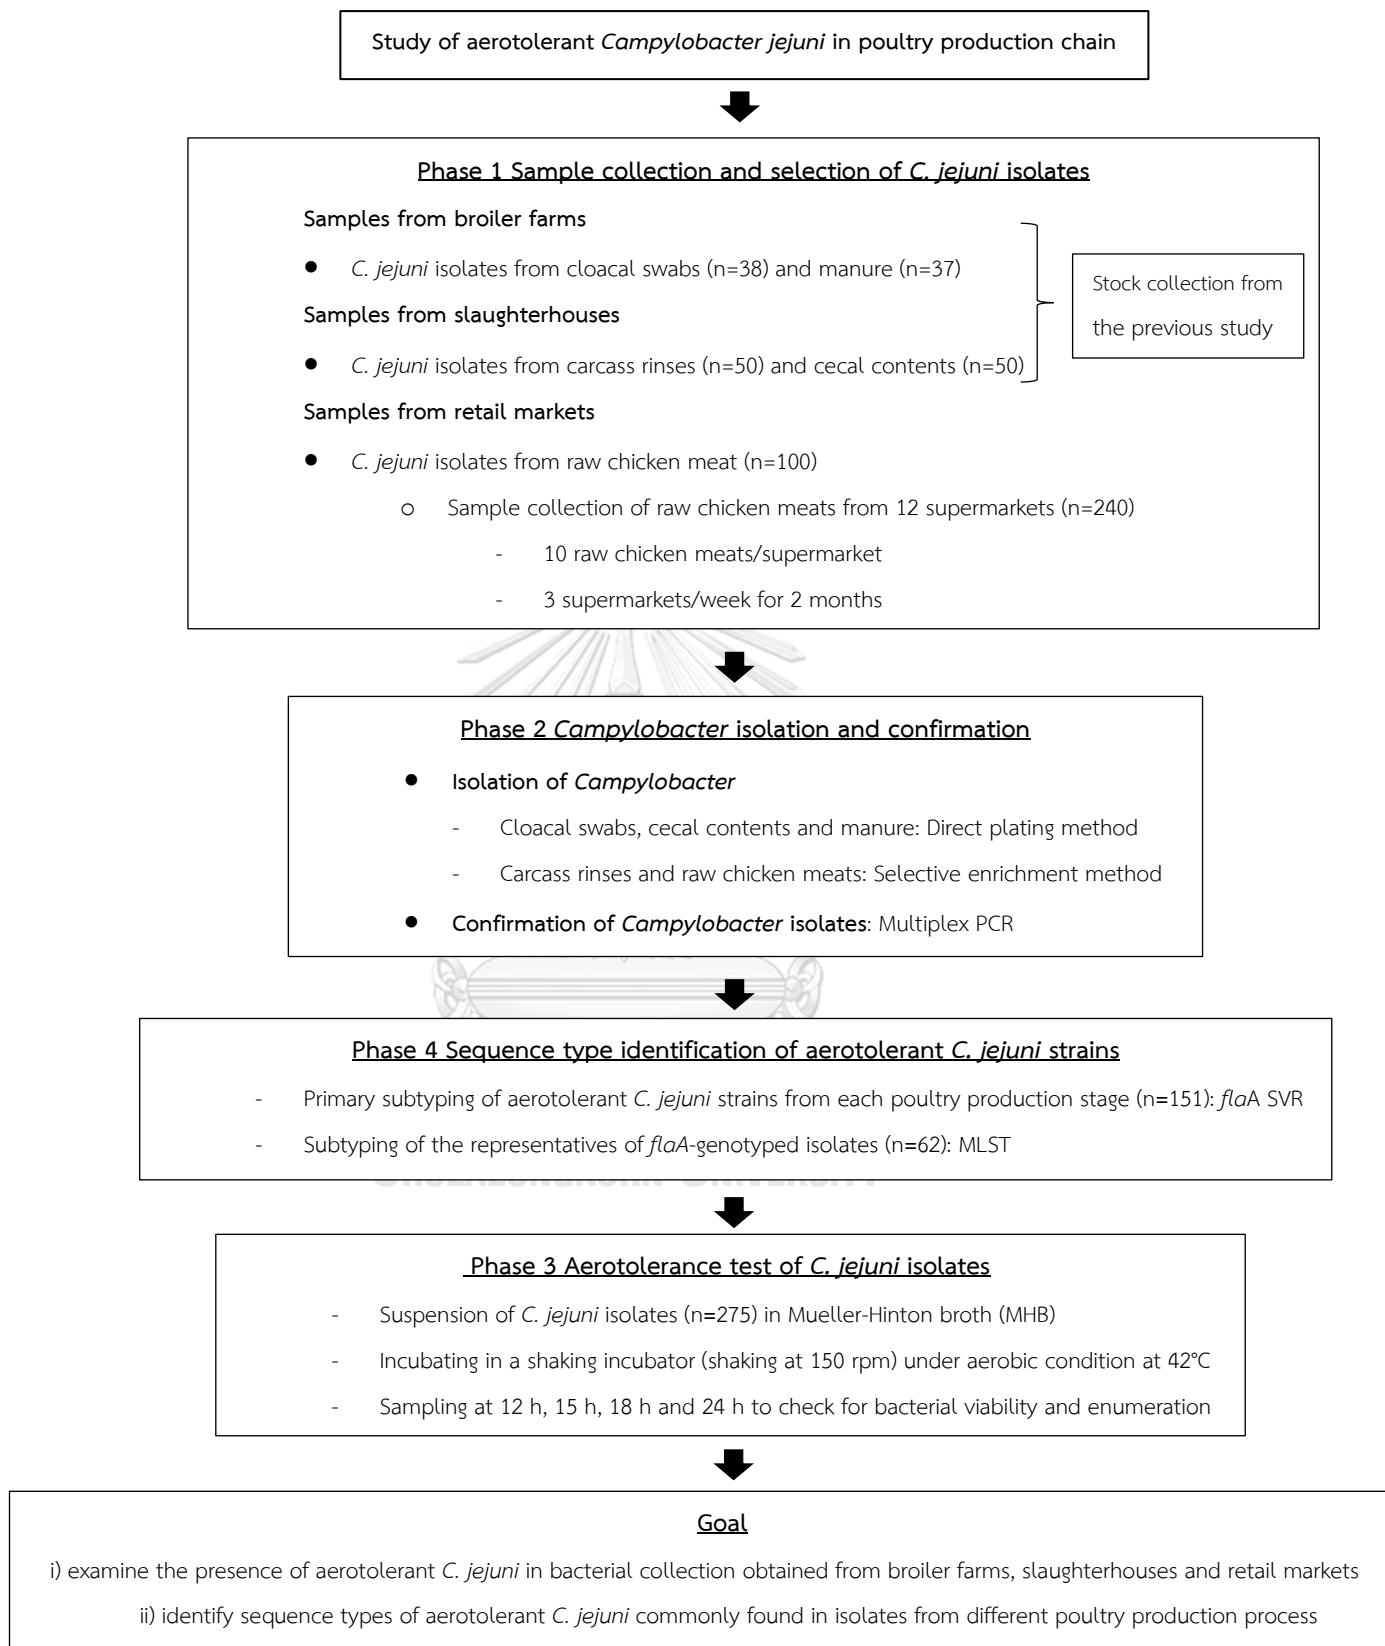 Study of aerotolerant Campylobacter jejuni in poultry production chain
Phase 1 Sample collection and selection of C. jejuni isolates
Samples from broiler farms
● C. jejuni isolates from cloacal swabs (n=38) and manure (n=37)
Samples from slaughterhouses
● C. jejuni isolates from carcass rinses (n=50) and cecal contents (n=50)
Stock collection from
the previous study
Samples from retail markets
● C. jejuni isolates from raw chicken meat (n=100)
o Sample collection of raw chicken meats from 12 supermarkets (n=240)
- 10 raw chicken meats/supermarket
- 3 supermarkets/week for 2 months
Phase 2 Campylobacter isolation and confirmation
● Isolation of Campylobacter
- Cloacal swabs, cecal contents and manure: Direct plating method
- Carcass rinses and raw chicken meats: Selective enrichment method
● Confirmation of Campylobacter isolates: Multiplex PCR
Phase 4 Sequence type identification of aerotolerant C. jejuni strains
- Primary subtyping of aerotolerant C. jejuni strains from each poultry production stage (n=151): flaA SVR
- Subtyping of the representatives of flaA-genotyped isolates (n=62): MLST
Phase 3 Aerotolerance test of C. jejuni isolates
- Suspension of C. jejuni isolates (n=275) in Mueller-Hinton broth (MHB)
- Incubating in a shaking incubator (shaking at 150 rpm) under aerobic condition at 42°C
- Sampling at 12 h, 15 h, 18 h and 24 h to check for bacterial viability and enumeration
Goal
i) examine the presence of aerotolerant C. jejuni in bacterial collection obtained from broiler farms, slaughterhouses and retail markets
ii) identify sequence types of aerotolerant C. jejuni commonly found in isolates from different poultry production process